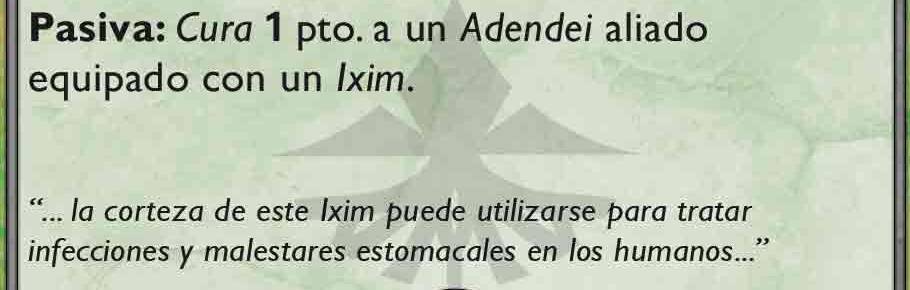 Pasiva: Cura 1 pto. a un Adendei aliado
equipado con un Ixim.
“... la corteza de este Ixim puede utilizarse para tratar
infecciones y malestares estomacales en los humanos...”